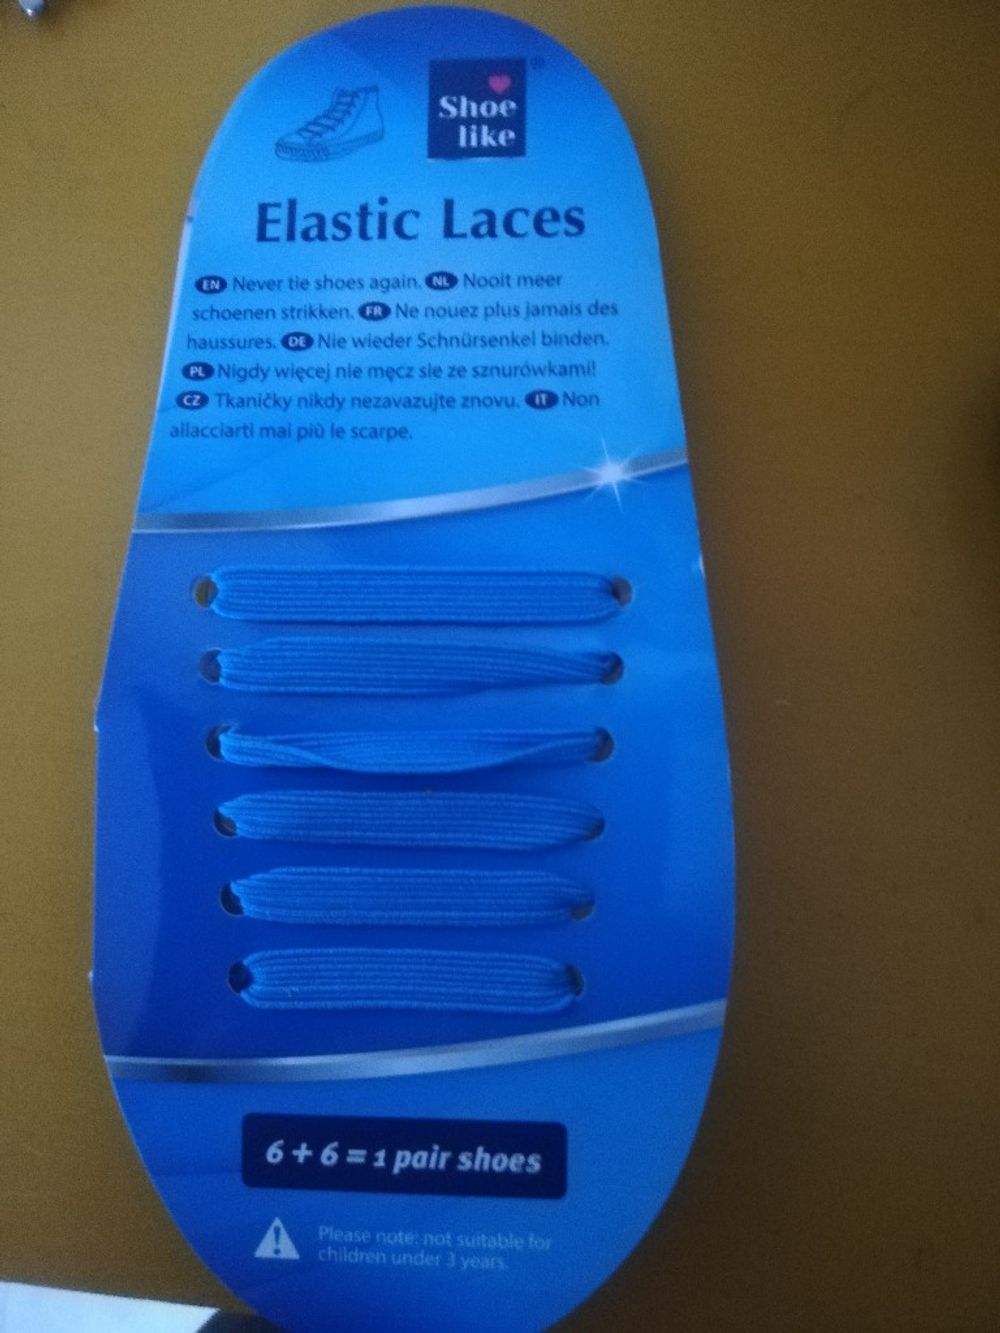 Shoe
like
®
Elastic Laces
EN Never tie shoes again. NL Nooit meer
schoenen strikken. FR Ne nouez plus jamais des
haussures. DE Nie wieder Schnürsenkel binden.
PL Nigdy więcej nie męcz sie ze sznurówkami!
CZ Tkaničky nikdy nezavazujte znovu. IT Non
allacciarti mai più le scarpe.
6 + 6 = 1 pair shoes
Please note: not suitable for
children under 3 years.